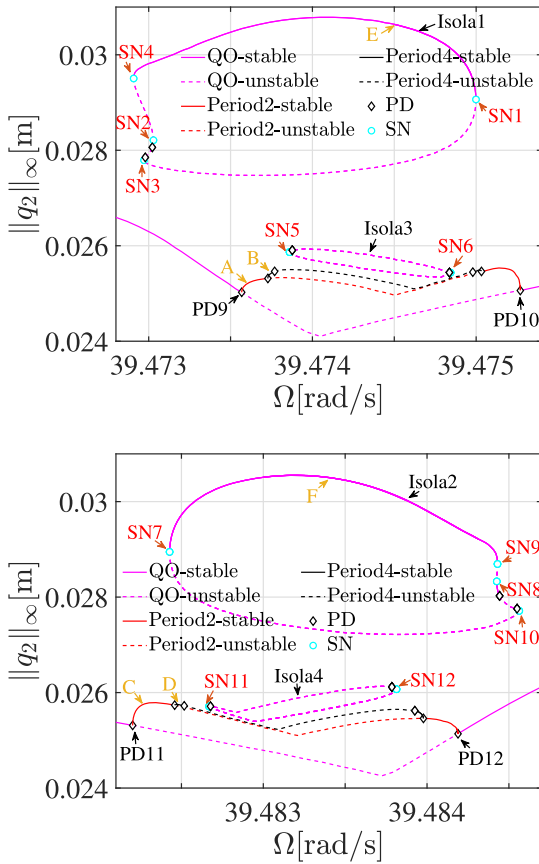 Isola1
E
SN4
QO-stable
Period4-stable
QO-unstable
Period4-unstable
Period2-stable
PD
Period2-unstable
SN
SN1
SN2
SN3
Isola3
SN5
SN6
A
B
PD9
PD10
0.03
0.028
0.026
0.024
||q₂||∞[m]
39.473
39.474
39.475
Ω[rad/s]
Isola2
F
SN7
SN9
SN8
SN10
QO-stable
Period4-stable
QO-unstable
Period4-unstable
Period2-stable
PD
Period2-unstable
SN
Isola4
SN11
SN12
C
D
PD11
PD12
0.03
0.028
0.026
0.024
||q₂||∞[m]
39.483
39.484
Ω[rad/s]